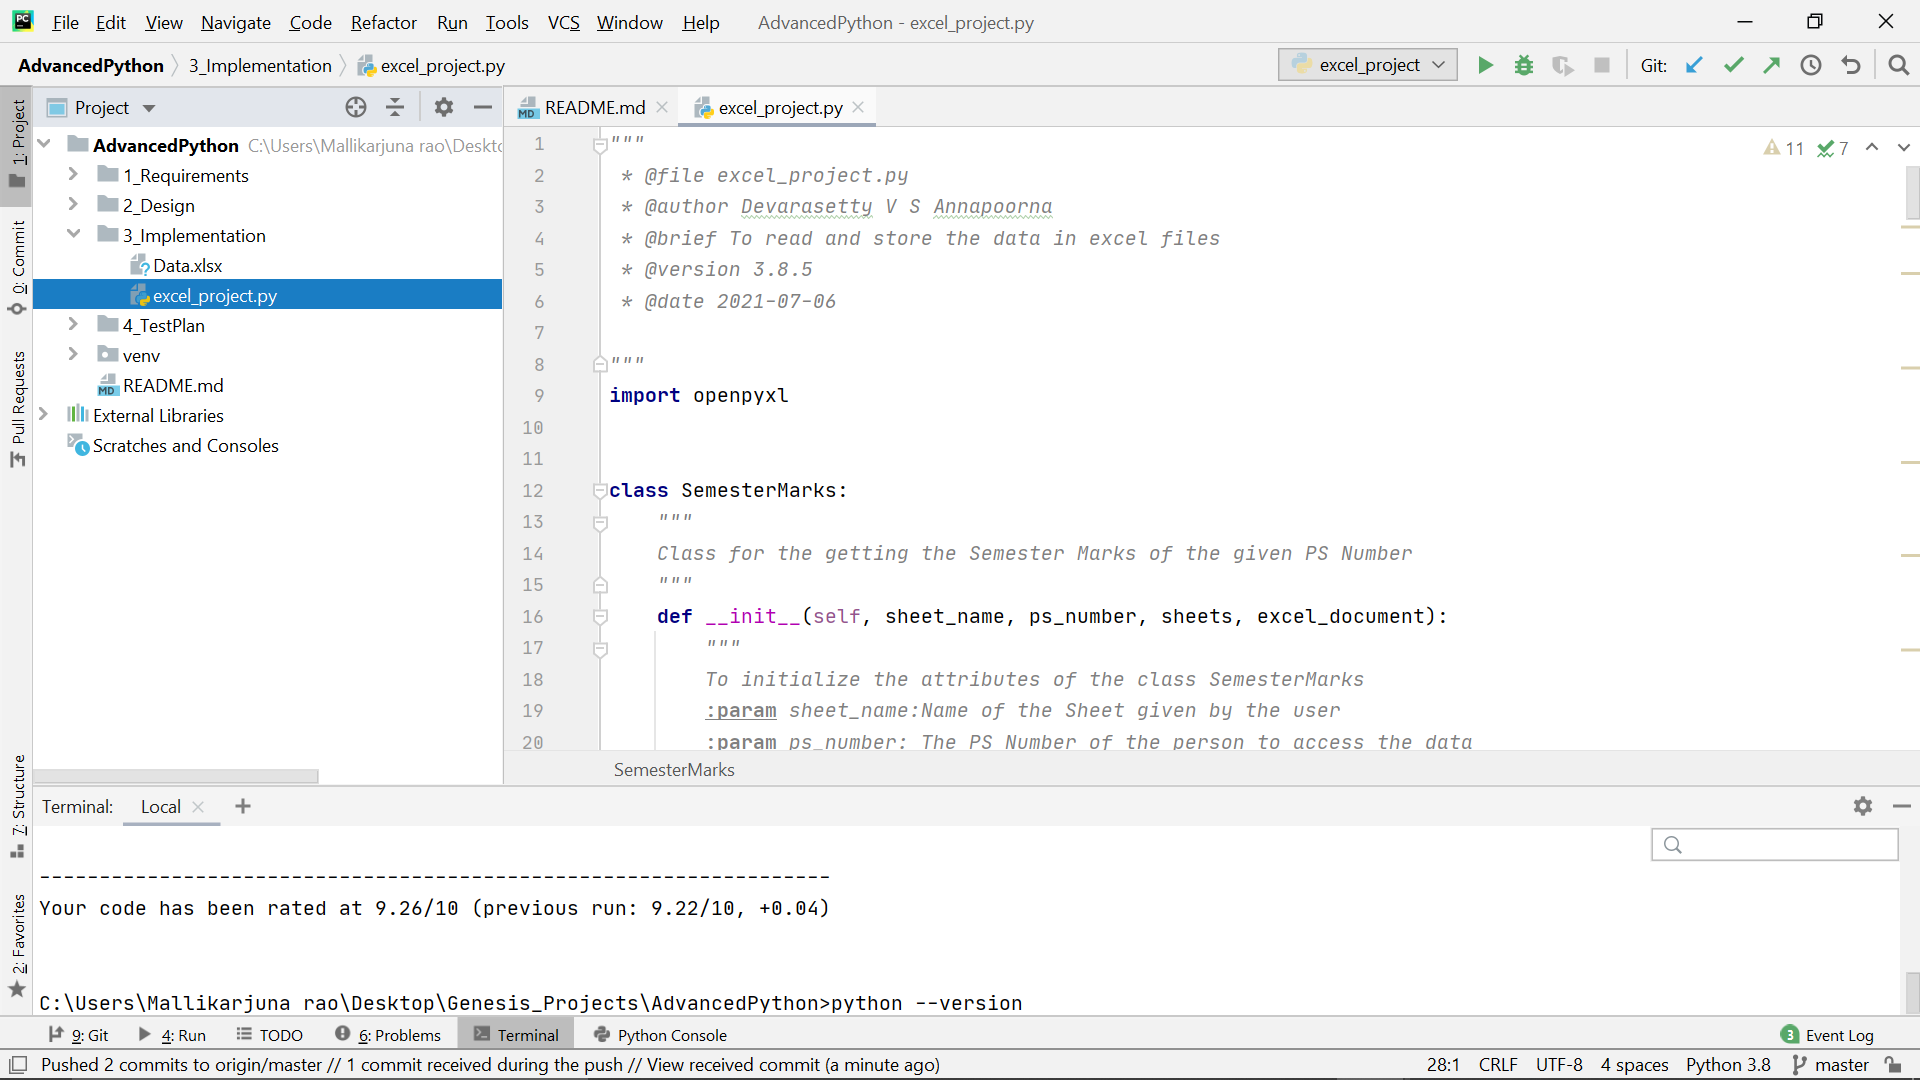 PC File Edit View Navigate Code Refactor Run Tools VCS Window Help AdvancedPython - excel_project.py
AdvancedPython 3_Implementation excel_project.py excel_project Git:
1: Project
0: Commit
Pull Requests
7: Structure
2: Favorites
Project
AdvancedPython C:\Users\Mallikarjuna rao\Deskto
1_Requirements
2_Design
3_Implementation
Data.xlsx
excel_project.py
4_TestPlan
venv
MD README.md
External Libraries
Scratches and Consoles
MD README.md excel_project.py
11 7
1 """
2 * @file excel_project.py
3 * @author Devarasetty V S Annapoorna
4 * @brief To read and store the data in excel files
5 * @version 3.8.5
6 * @date 2021-07-06
7
8 """
9 import openpyxl
10
11
12 class SemesterMarks:
13 """
14 Class for the getting the Semester Marks of the given PS Number
15 """
16 def __init__(self, sheet_name, ps_number, sheets, excel_document):
17 """
18 To initialize the attributes of the class SemesterMarks
19 :param sheet_name:Name of the Sheet given by the user
20 :param ps_number: The PS Number of the person to access the data
SemesterMarks
Terminal: Local
------------------------------------------------------------------
Your code has been rated at 9.26/10 (previous run: 9.22/10, +0.04)
C:\Users\Mallikarjuna rao\Desktop\Genesis_Projects\AdvancedPython>python --version
9: Git 4: Run TODO 6: Problems Terminal Python Console 3 Event Log
Pushed 2 commits to origin/master // 1 commit received during the push // View received commit (a minute ago) 28:1 CRLF UTF-8 4 spaces Python 3.8 master